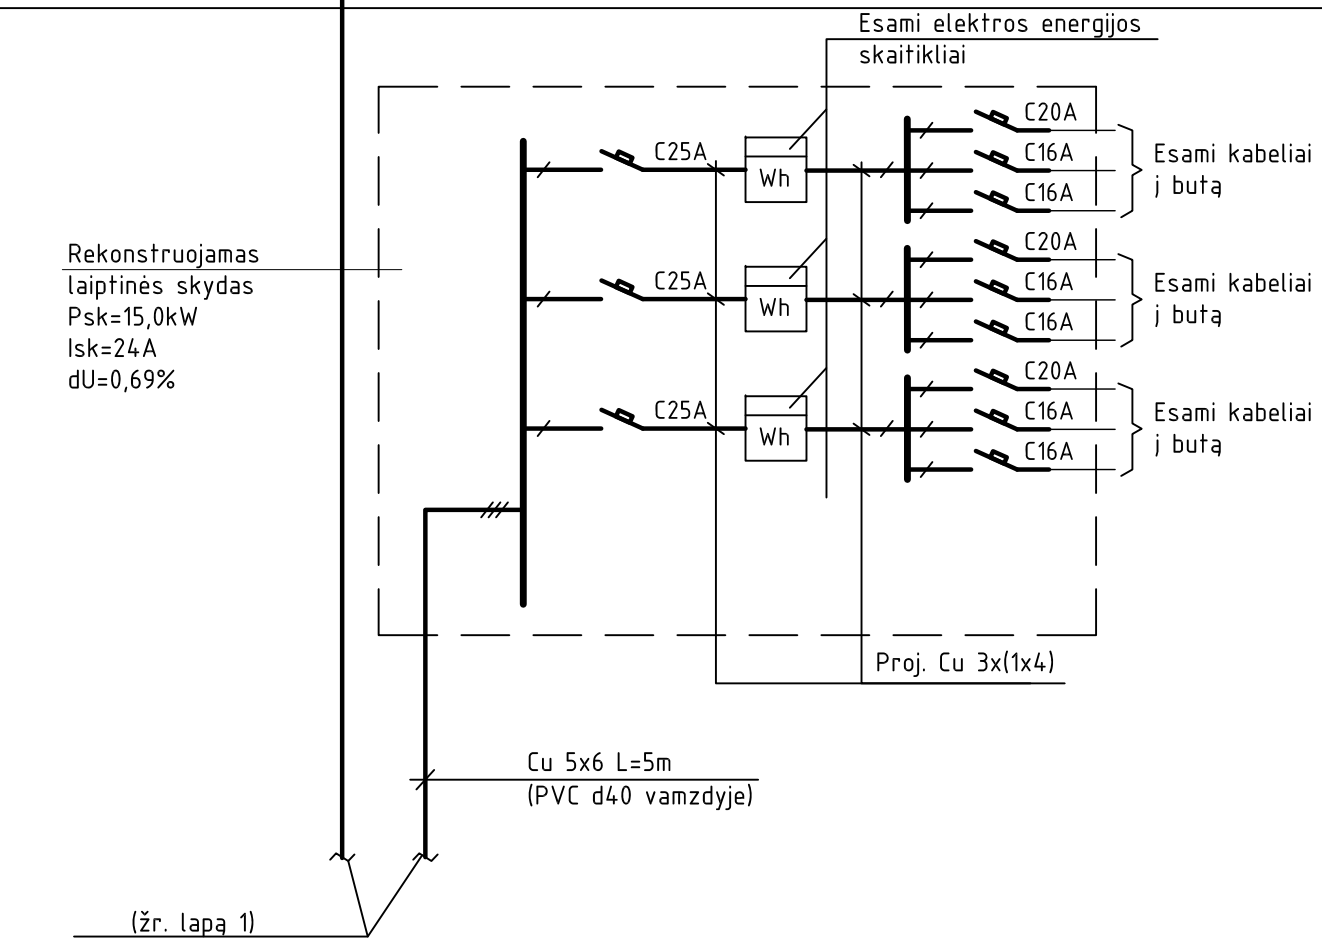 Esami elektros energijos
skaitikliai
C20A
C25A
C16A
Wh
C16A
Esami kabeliai
į butą
Rekonstruojamas
laiptinės skydas
Psk=15,0kW
Isk=24A
dU=0,69%
C20A
C25A
C16A
Wh
C16A
Esami kabeliai
į butą
C20A
C25A
C16A
Wh
C16A
Esami kabeliai
į butą
Proj. Cu 3x(1x4)
Cu 5x6 L=5m
(PVC d40 vamzdyje)
(žr. lapą 1)